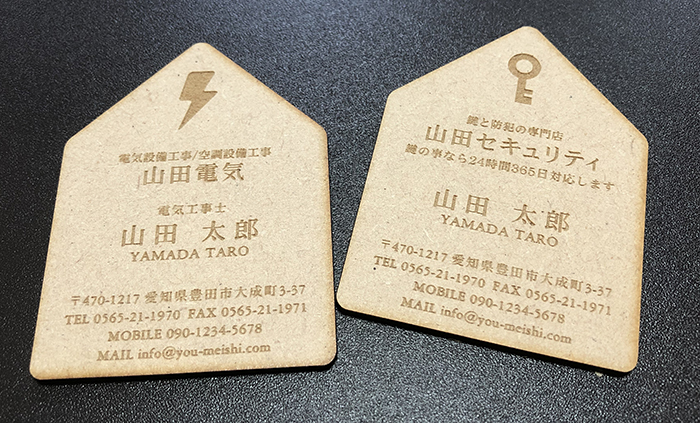 電気設備工事/空調設備工事
山田電気
電気工事士
山田 太郎
YAMADA TARO
〒470-1217 愛知県豊田市大成町3-37
TEL 0565-21-1970 FAX 0565-21-1971
MOBILE 090-1234-5678
MAIL info@you-meishi.com
鍵と防犯の専門店
山田セキュリティ
鍵の事なら24時間365日対応します
山田 太郎
YAMADA TARO
〒470-1217 愛知県豊田市大成町3-37
TEL 0565-21-1970 FAX 0565-21-1971
MOBILE 090-1234-5678
MAIL info@you-meishi.com